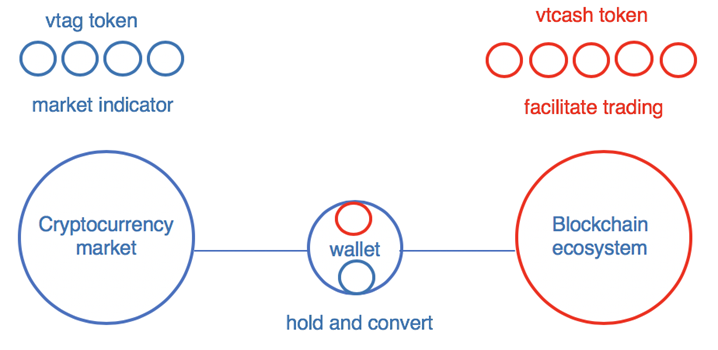 vtag token
vtcash token
market indicator
facilitate trading
Cryptocurrency
market
wallet
Blockchain
ecosystem
hold and convert